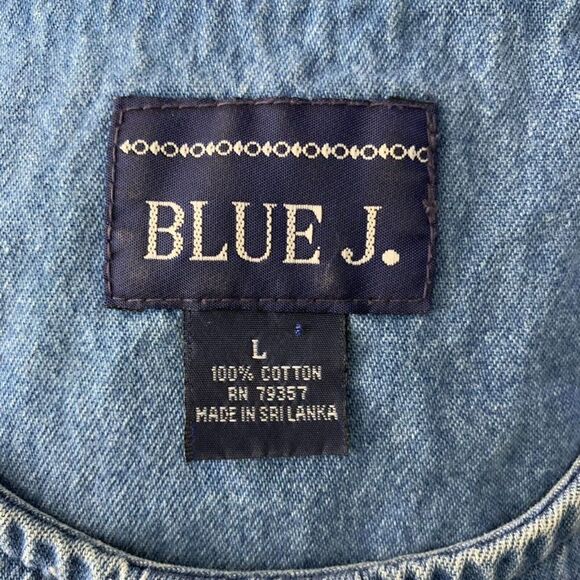 BLUE J.
L
100% COTTON
RN 79357
MADE IN SRI LANKA